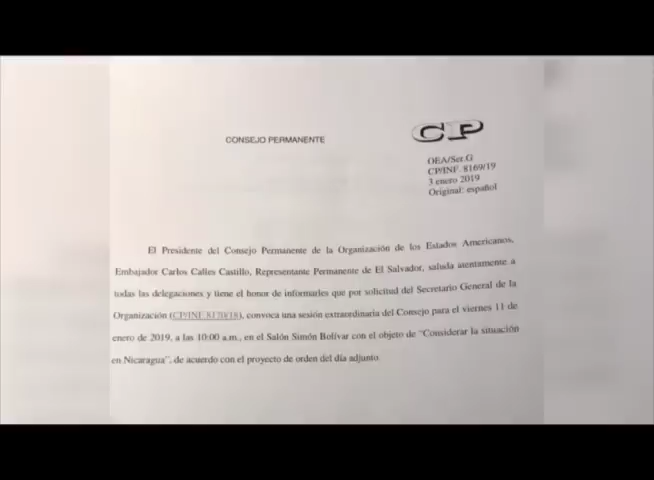 CONSEJO PERMANENTE
CP
OEA/Ser.G
CP/INF. 8169/19
3 enero 2019
Original: español
El Presidente del Consejo Permanente de la Organización de los Estados Americanos,
Embajador Carlos Calles Castillo, Representante Permanente de El Salvador, saluda atentamente a
todas las delegaciones y tiene el honor de informarles que por solicitud del Secretario General de la
Organización (CP/INF.8170/18), convoca una sesión extraordinaria del Consejo para el viernes 11 de
enero de 2019, a las 10:00 a.m., en el Salón Simón Bolívar con el objeto de "Considerar la situación
en Nicaragua", de acuerdo con el proyecto de orden del día adjunto.